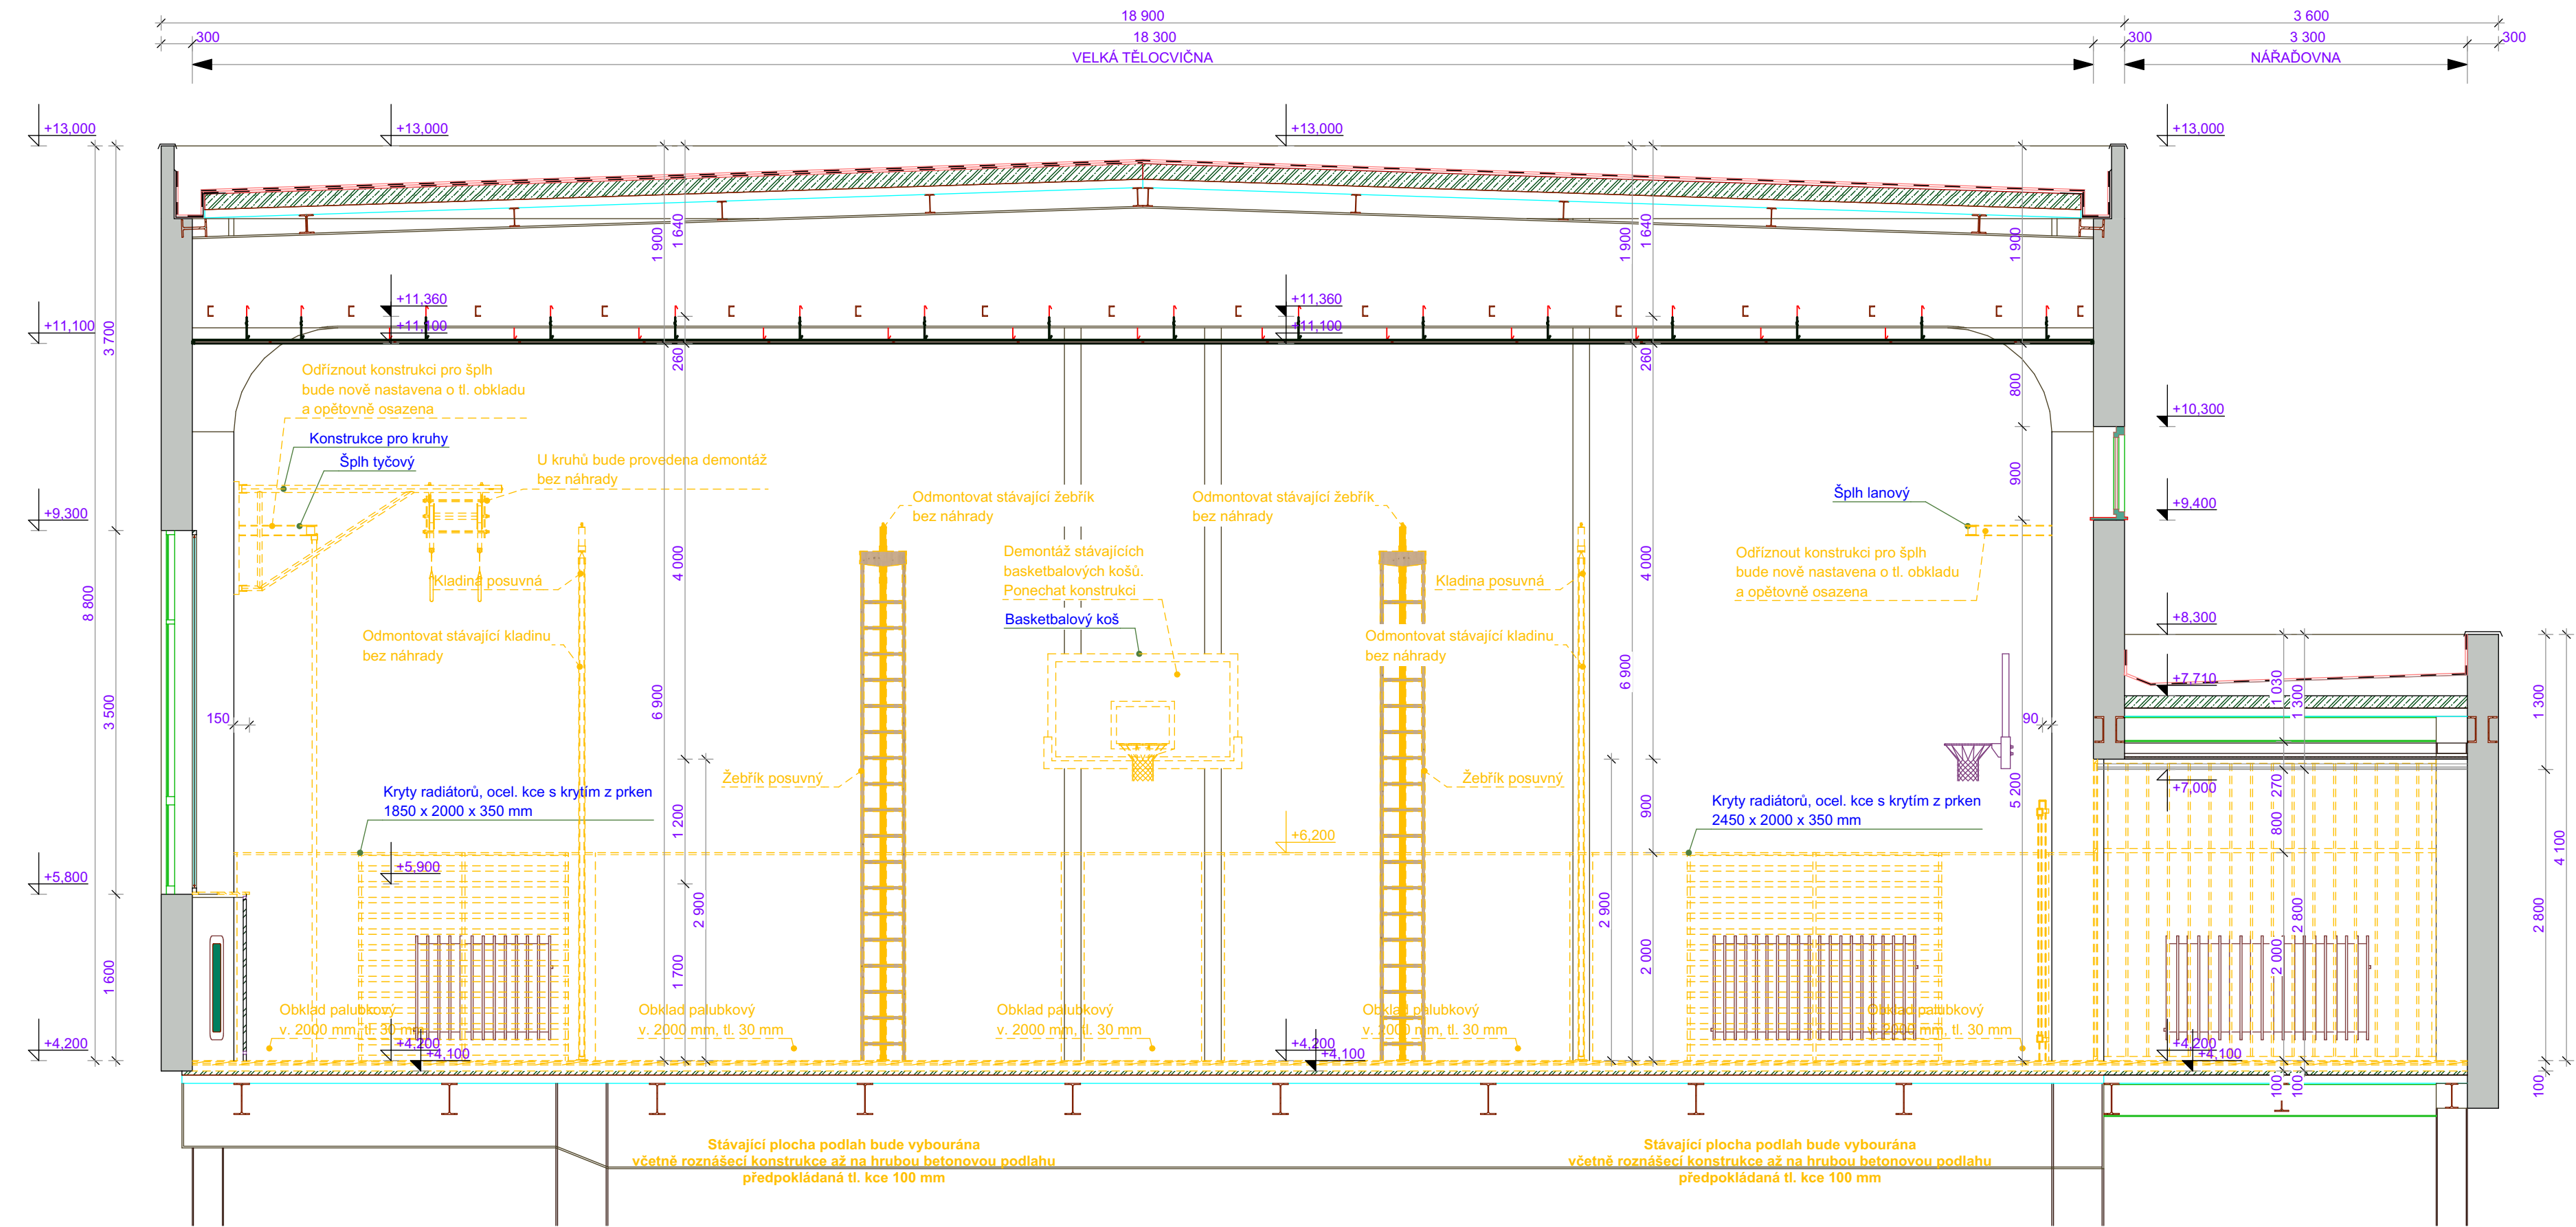 18 900
3 600
300
18 300
300
3 300
300
VELKÁ TĚLOCVIČNA
NÁŘAĎOVNA
+13,000
+13,000
+13,000
+13,000
1 900
1 640
1 900
1 640
1 900
+11,360
+11,360
+11,100
+11,100
+11,100
3 700
260
260
800
Odříznout konstrukci pro šplh
bude nově nastavena o tl. obkladu
a opětovně osazena
+10,300
Konstrukce pro kruhy
Šplh tyčový
U kruhů bude provedena demontáž
bez náhrady
900
Odmontovat stávající žebřík
bez náhrady
Odmontovat stávající žebřík
bez náhrady
Šplh lanový
+9,300
+9,400
Demontáž stávajících
basketbalových košů.
Ponechat konstrukci
Odříznout konstrukci pro šplh
bude nově nastavena o tl. obkladu
a opětovně osazena
4 000
4 000
Kladina posuvná
Kladina posuvná
8 800
Basketbalový koš
+8,300
Odmontovat stávající kladinu
bez náhrady
Odmontovat stávající kladinu
bez náhrady
6 900
6 900
+7,710
1 030
1 300
1 300
3 500
150
90
Žebřík posuvný
Žebřík posuvný
+7,000
5 200
270
Kryty radiátorů, ocel. kce s krytím z prken
1850 x 2000 x 350 mm
Kryty radiátorů, ocel. kce s krytím z prken
2450 x 2000 x 350 mm
1 200
900
800
4 100
+6,200
+5,900
+5,800
2 900
2 900
2 800
2 800
1 600
1 700
2 000
2 000
Obklad palubkový
v. 2000 mm, tl. 30 mm
Obklad palubkový
v. 2000 mm, tl. 30 mm
Obklad palubkový
v. 2000 mm, tl. 30 mm
Obklad palubkový
v. 2000 mm, tl. 30 mm
Obklad palubkový
v. 2000 mm, tl. 30 mm
+4,200
+4,200
+4,100
+4,200
+4,100
+4,200
+4,100
100
100
100
Stávající plocha podlah bude vybourána
včetně roznášecí konstrukce až na hrubou betonovou podlahu
předpokládaná tl. kce 100 mm
Stávající plocha podlah bude vybourána
včetně roznášecí konstrukce až na hrubou betonovou podlahu
předpokládaná tl. kce 100 mm